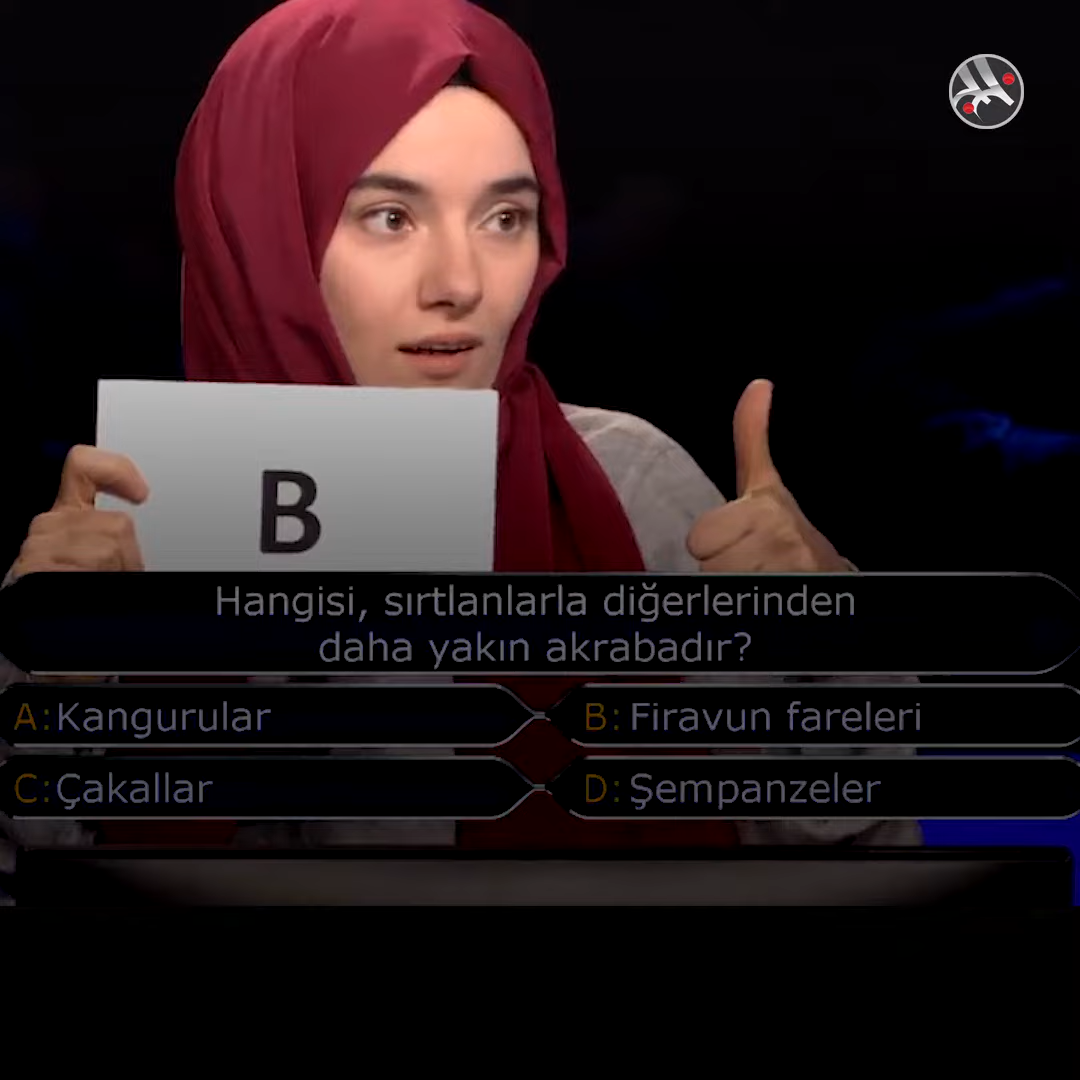 B
Hangisi, sırtlanlarla diğerlerinden
daha yakın akrabadır?
A: Kangurular
B: Firavun fareleri
C: Çakallar
D: Şempanzeler